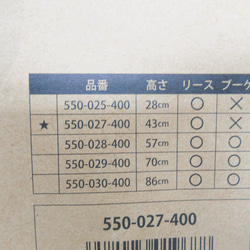 品番 高さ リース ブーケ
550-025-400 28cm ○ ×
★ 550-027-400 43cm ○ ×
550-028-400 57cm ○ ○
550-029-400 70cm ○ ○
550-030-400 86cm ○ ○
550-027-400